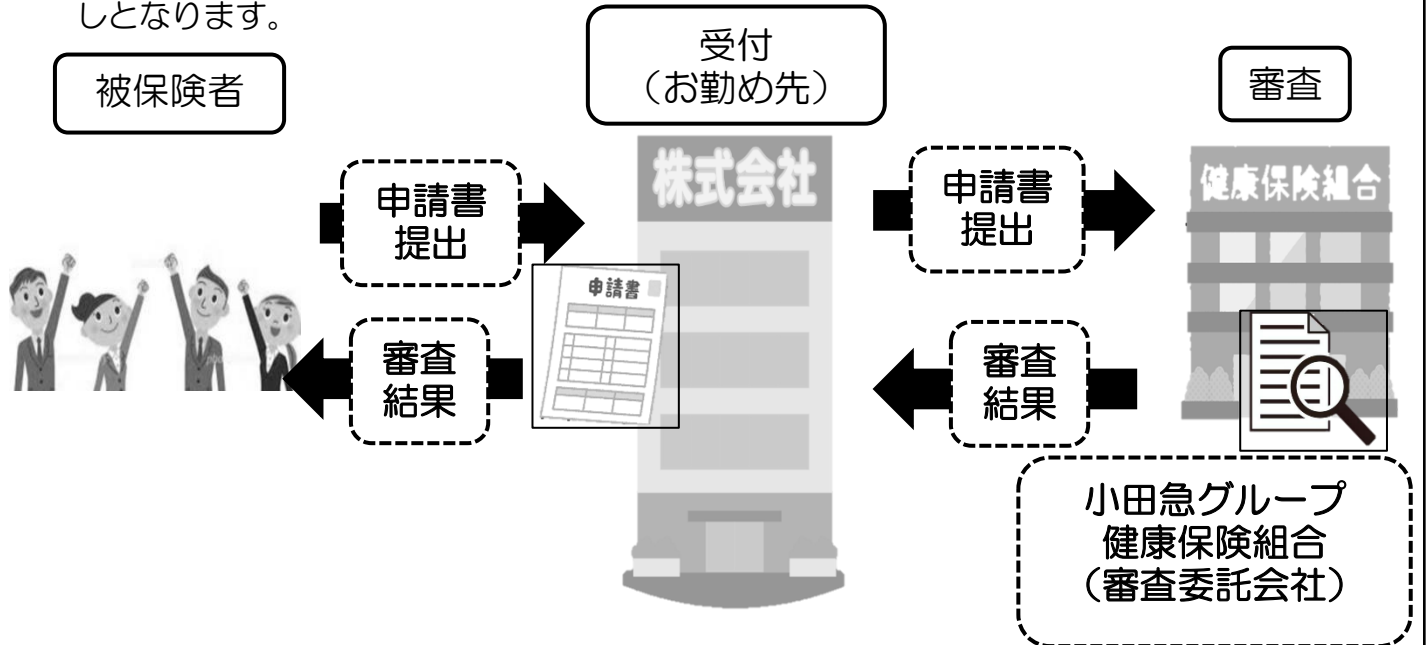 しとなります。
被保険者
受付
（お勤め先）
審査
申請書
提出
株式会社
申請書
提出
健康保険組合
申請書
審査
結果
審査
結果
小田急グループ
健康保険組合
（審査委託会社）